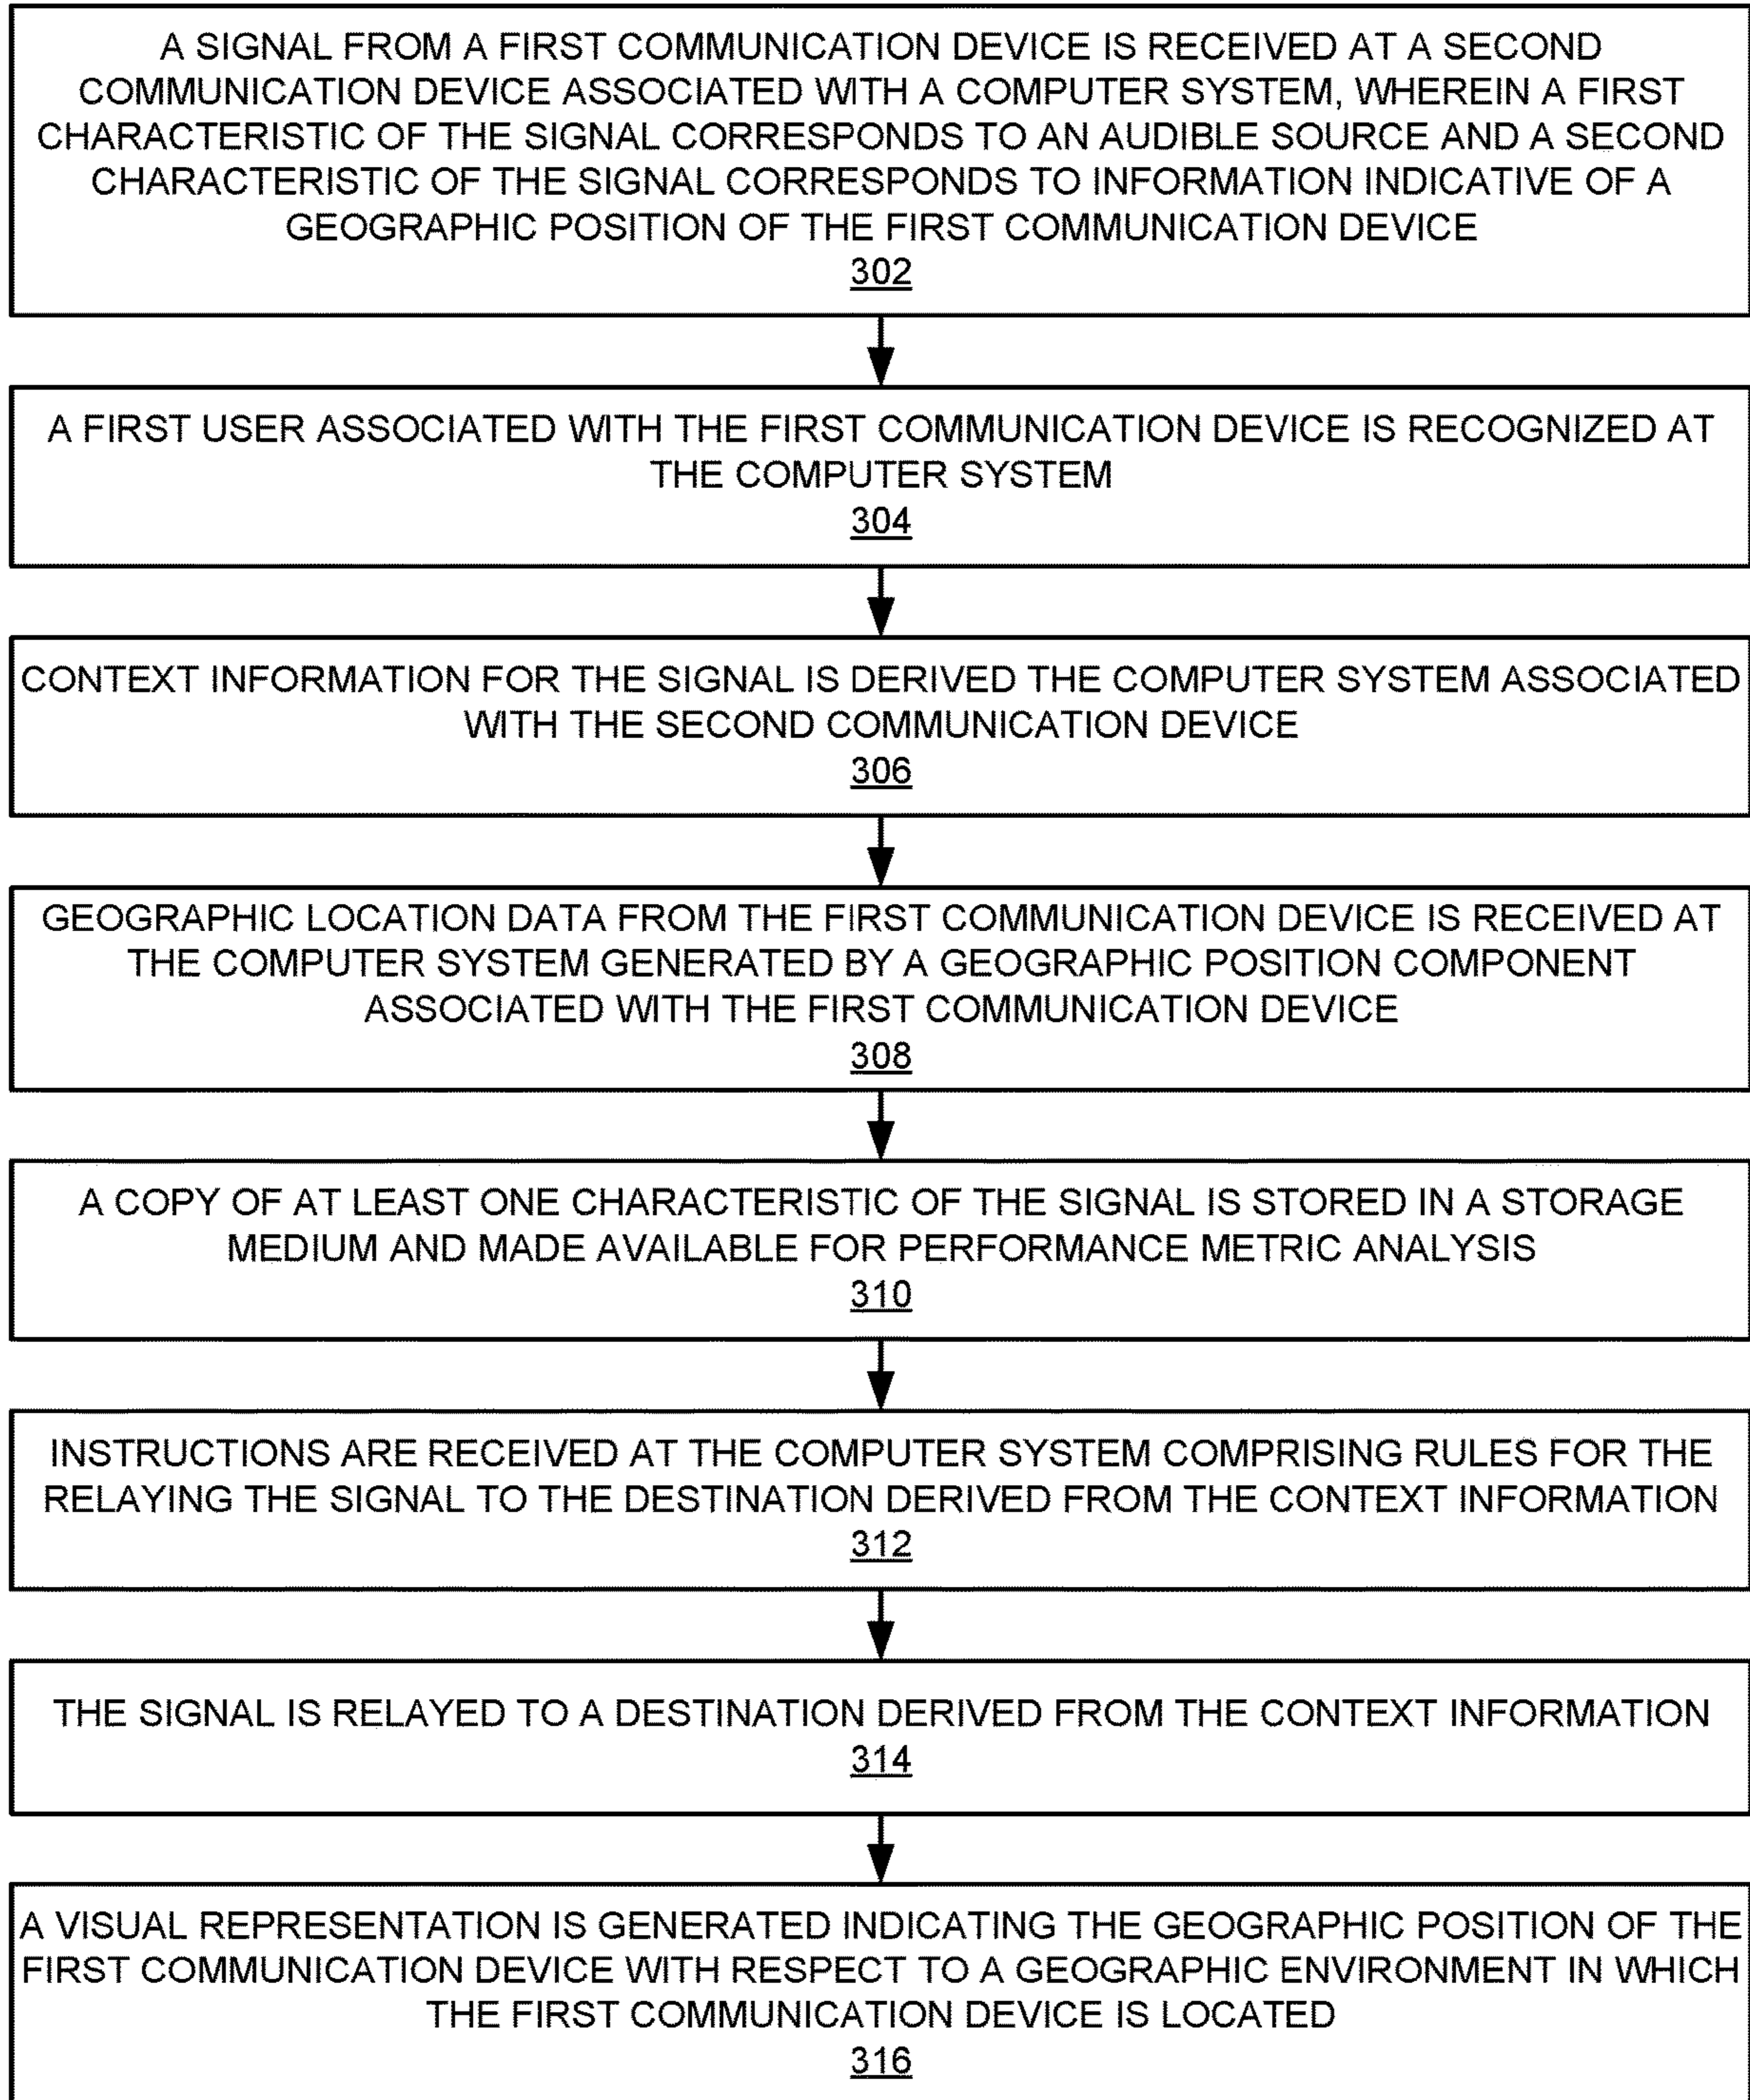 A SIGNAL FROM A FIRST COMMUNICATION DEVICE IS RECEIVED AT A SECOND
COMMUNICATION DEVICE ASSOCIATED WITH A COMPUTER SYSTEM, WHEREIN A FIRST
CHARACTERISTIC OF THE SIGNAL CORRESPONDS TO AN AUDIBLE SOURCE AND A SECOND
CHARACTERISTIC OF THE SIGNAL CORRESPONDS TO INFORMATION INDICATIVE OF A
GEOGRAPHIC POSITION OF THE FIRST COMMUNICATION DEVICE
302
A FIRST USER ASSOCIATED WITH THE FIRST COMMUNICATION DEVICE IS RECOGNIZED AT
THE COMPUTER SYSTEM
304
CONTEXT INFORMATION FOR THE SIGNAL IS DERIVED THE COMPUTER SYSTEM ASSOCIATED
WITH THE SECOND COMMUNICATION DEVICE
306
GEOGRAPHIC LOCATION DATA FROM THE FIRST COMMUNICATION DEVICE IS RECEIVED AT
THE COMPUTER SYSTEM GENERATED BY A GEOGRAPHIC POSITION COMPONENT
ASSOCIATED WITH THE FIRST COMMUNICATION DEVICE
308
A COPY OF AT LEAST ONE CHARACTERISTIC OF THE SIGNAL IS STORED IN A STORAGE
MEDIUM AND MADE AVAILABLE FOR PERFORMANCE METRIC ANALYSIS
310
INSTRUCTIONS ARE RECEIVED AT THE COMPUTER SYSTEM COMPRISING RULES FOR THE
RELAYING THE SIGNAL TO THE DESTINATION DERIVED FROM THE CONTEXT INFORMATION
312
THE SIGNAL IS RELAYED TO A DESTINATION DERIVED FROM THE CONTEXT INFORMATION
314
A VISUAL REPRESENTATION IS GENERATED INDICATING THE GEOGRAPHIC POSITION OF THE
FIRST COMMUNICATION DEVICE WITH RESPECT TO A GEOGRAPHIC ENVIRONMENT IN WHICH
THE FIRST COMMUNICATION DEVICE IS LOCATED
316